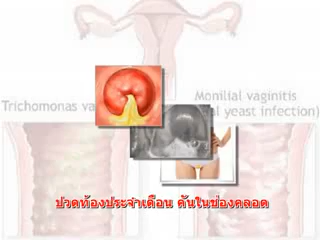 Monilial vaginitis
Trichomonas va
al yeast infection)
ปวดท้องประจำเดือน คันในช่องคลอด